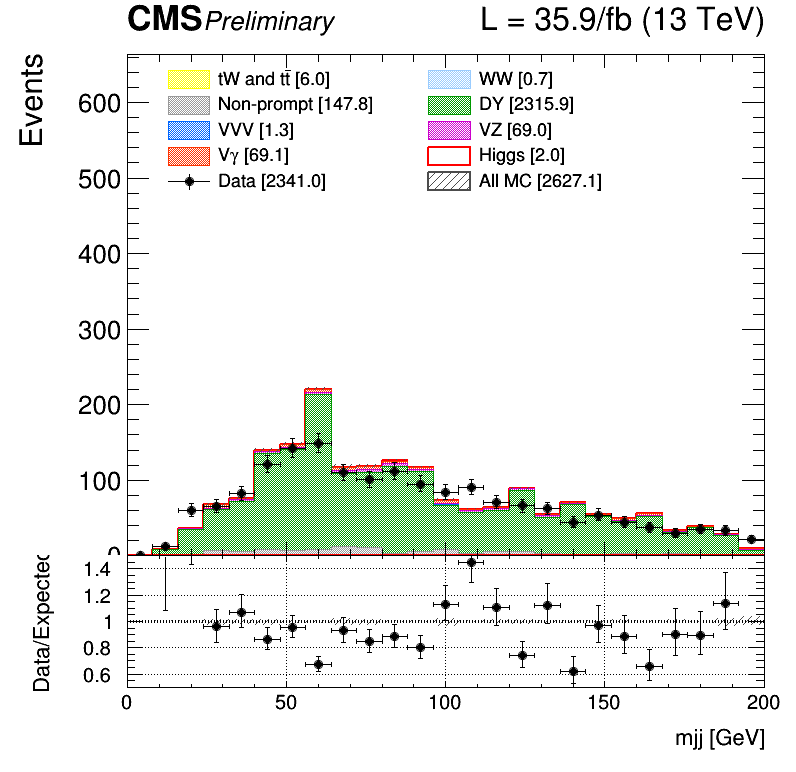 CMS Preliminary L = 35.9/fb (13 TeV)
Events
tW and tt̄ [6.0] WW [0.7]
Non-prompt [147.8] DY [2315.9]
VVV [1.3] VZ [69.0]
Vγ [69.1] Higgs [2.0]
Data [2341.0] All MC [2627.1]
600
500
400
300
200
100
0
Data/Expected
1.4
1.2
1
0.8
0.6
0 50 100 150 200
mjj [GeV]